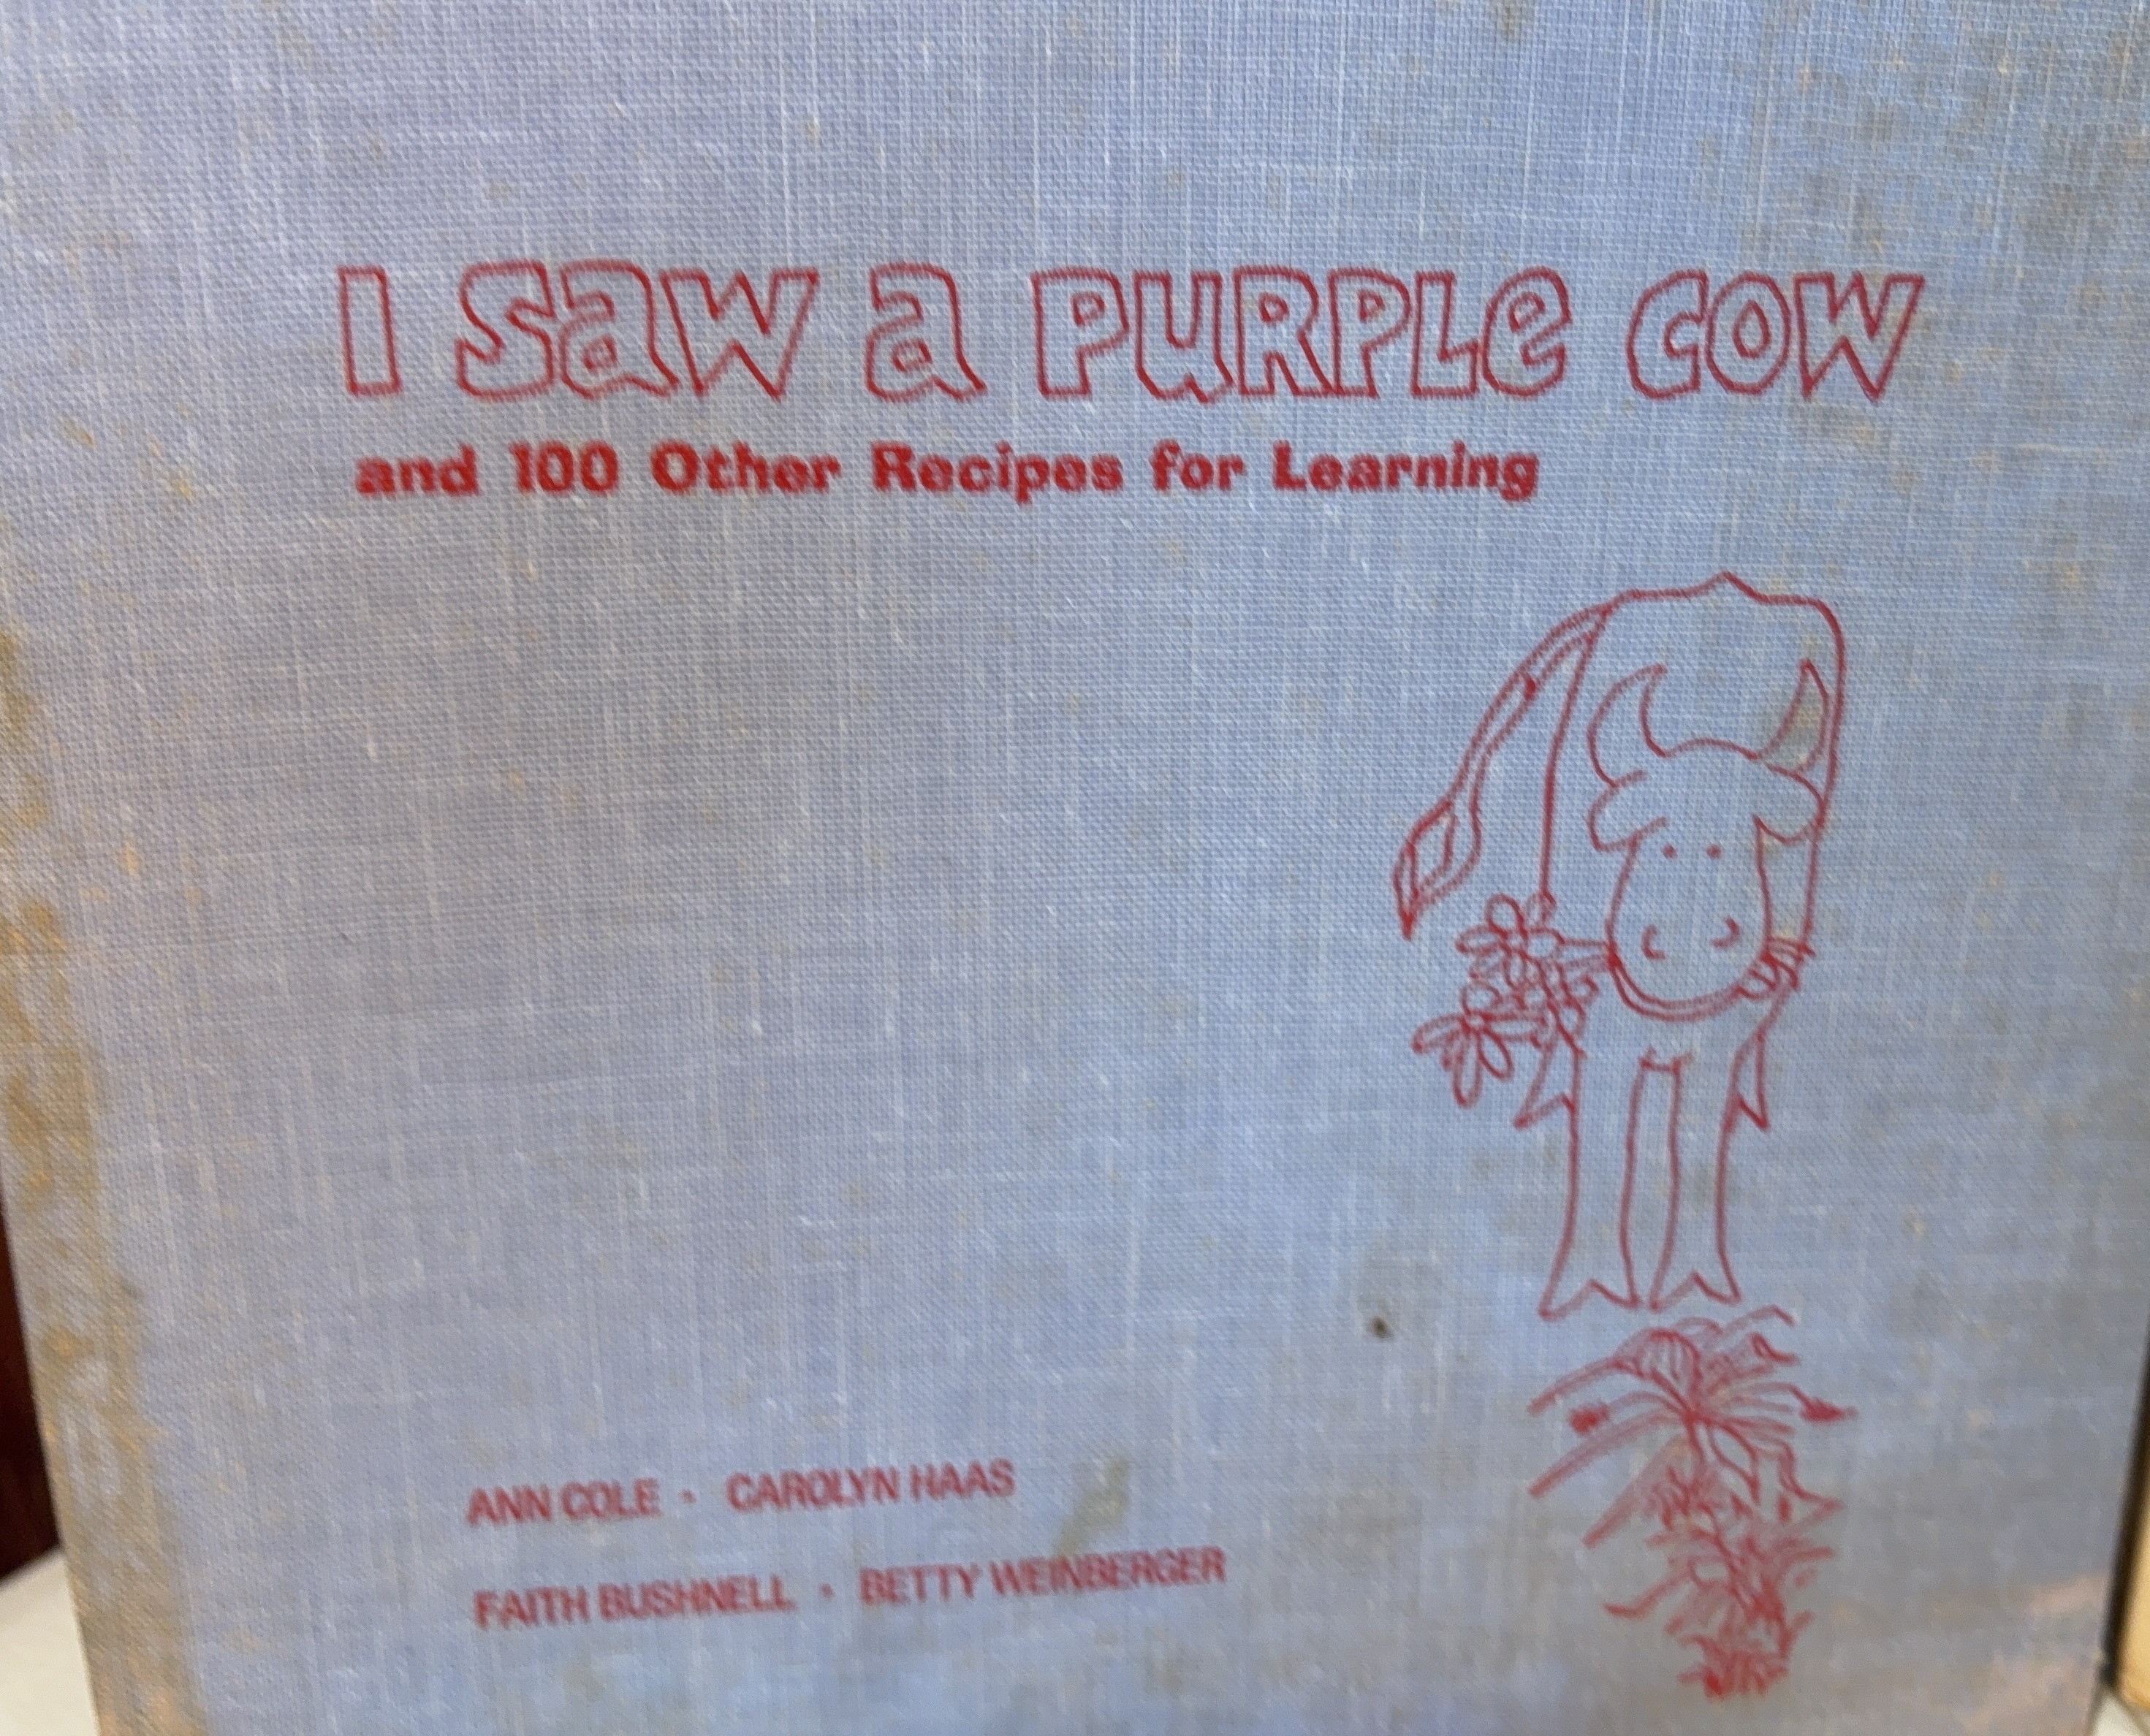 I Saw a PURPLe COW
and 100 Other Recipes for Learning
ANN COLE • CAROLYN HAAS
FAITH BUSHNELL • BETTY WEINBERGER